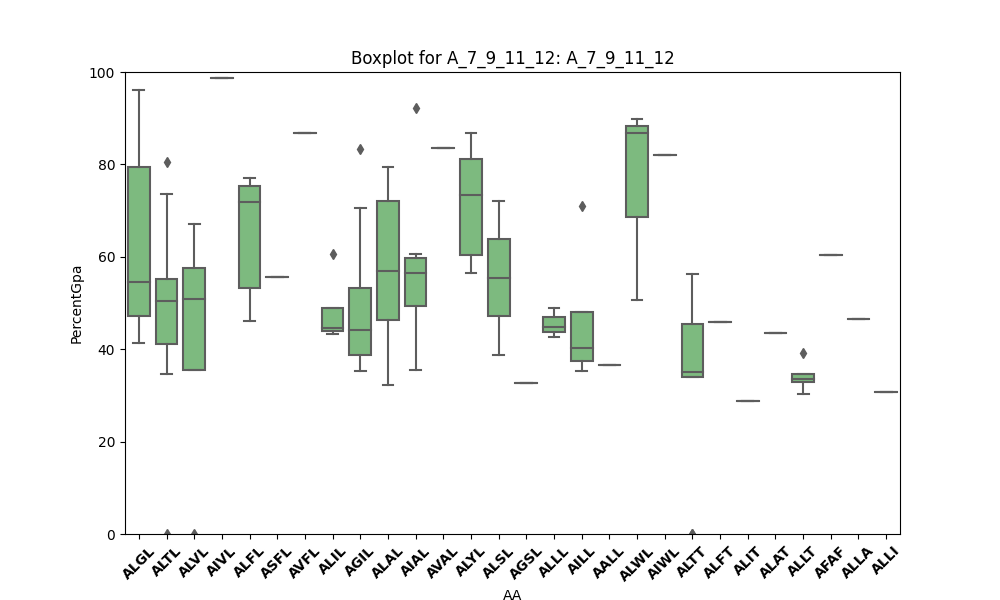 Boxplot for A_7_9_11_12: A_7_9_11_12
100
80
60
40
20
0
PercentGpa
ALGL ALTL ALVL AIVL ALFL ASFL AVFL ALIL AGIL ALAL AIAL AVAL ALYL ALSL AGSL ALLL AILL AALL ALWL AIWL ALTT ALFT ALIT ALAT ALLT AFAF ALLA ALLI
AA